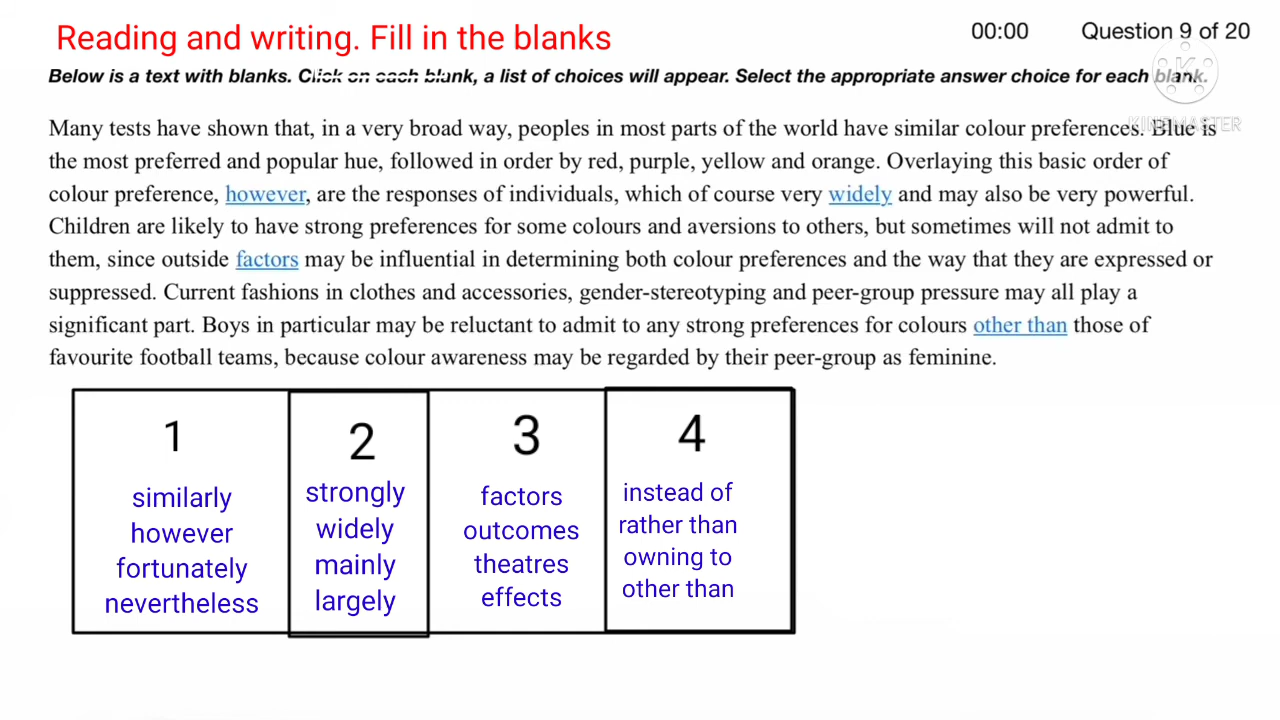 Reading and writing. Fill in the blanks
00:00 Question 9 of 20
Below is a text with blanks. Click on each blank, a list of choices will appear. Select the appropriate answer choice for each blank.
KINEMASTER
Many tests have shown that, in a very broad way, peoples in most parts of the world have similar colour preferences. Blue is
the most preferred and popular hue, followed in order by red, purple, yellow and orange. Overlaying this basic order of
colour preference, however, are the responses of individuals, which of course very widely and may also be very powerful.
Children are likely to have strong preferences for some colours and aversions to others, but sometimes will not admit to
them, since outside factors may be influential in determining both colour preferences and the way that they are expressed or
suppressed. Current fashions in clothes and accessories, gender-stereotyping and peer-group pressure may all play a
significant part. Boys in particular may be reluctant to admit to any strong preferences for colours other than those of
favourite football teams, because colour awareness may be regarded by their peer-group as feminine.
1
similarly
however
fortunately
nevertheless
2
strongly
widely
mainly
largely
3
factors
outcomes
theatres
effects
4
instead of
rather than
owning to
other than